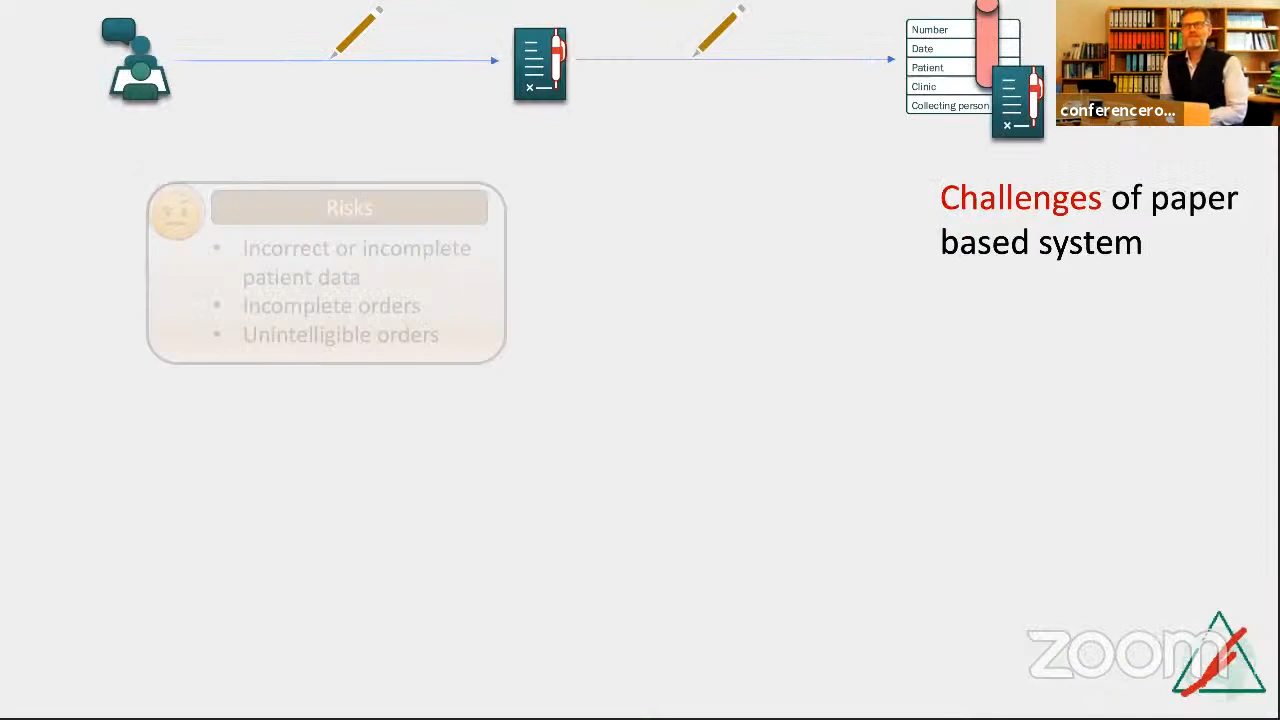 Number
Date
Patient
Clinic
Collecting person
conferencero...
Challenges of paper
based system
Risks
• Incorrect or incomplete
patient data
• Incomplete orders
• Unintelligible orders
zoom